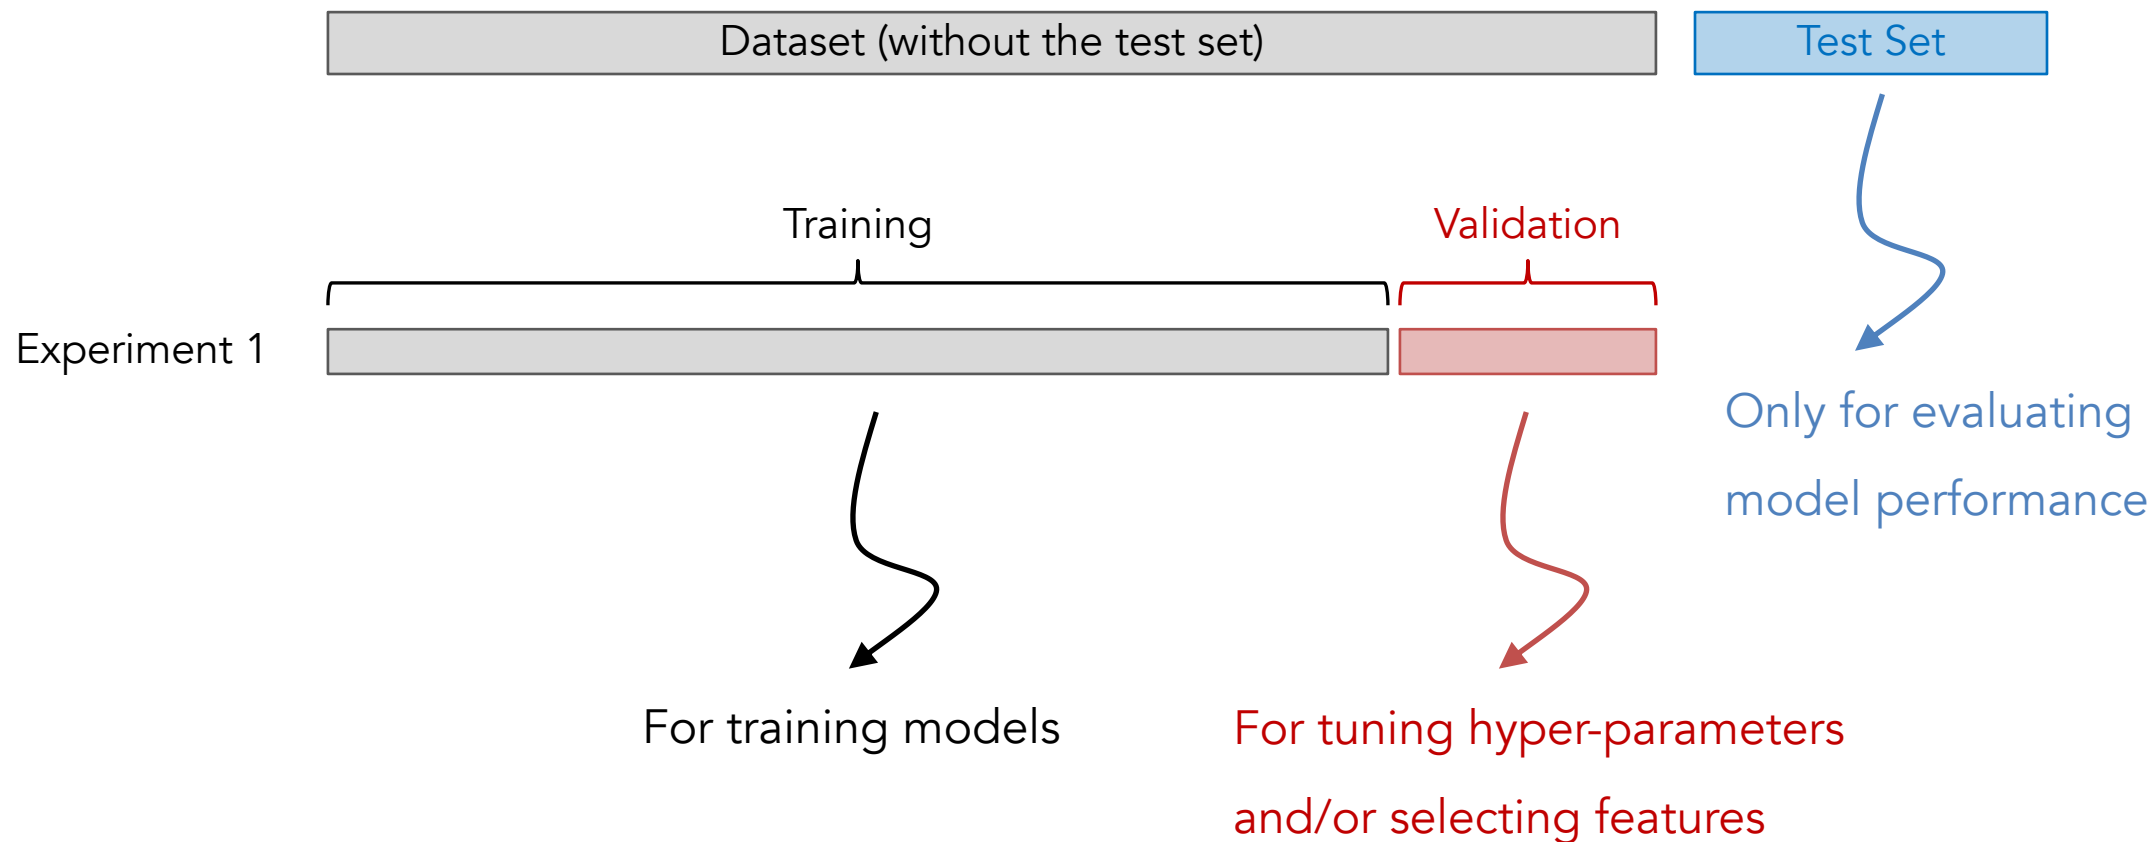 Dataset (without the test set)
Test Set
Training
Validation
Experiment 1
Only for evaluating
model performance
For training models
For tuning hyper-parameters
and/or selecting features